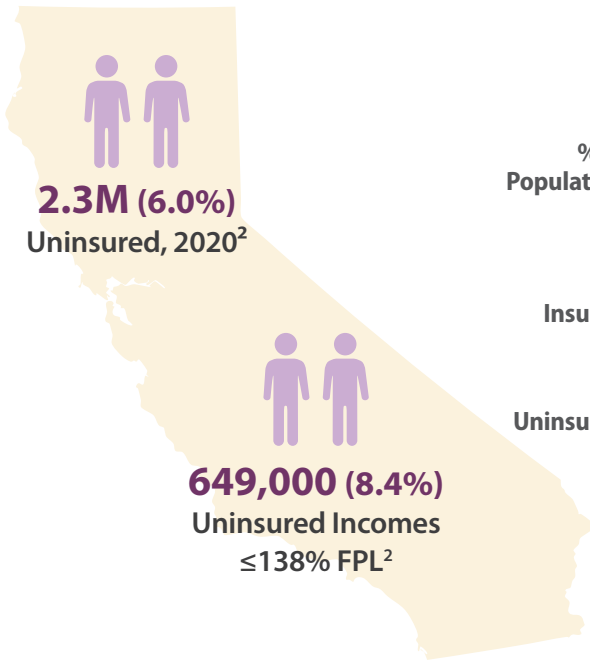 2.3M (6.0%)
Uninsured, 2020²
%
Populat
Insu
Uninsu
649,000 (8.4%)
Uninsured Incomes
≤138% FPL²